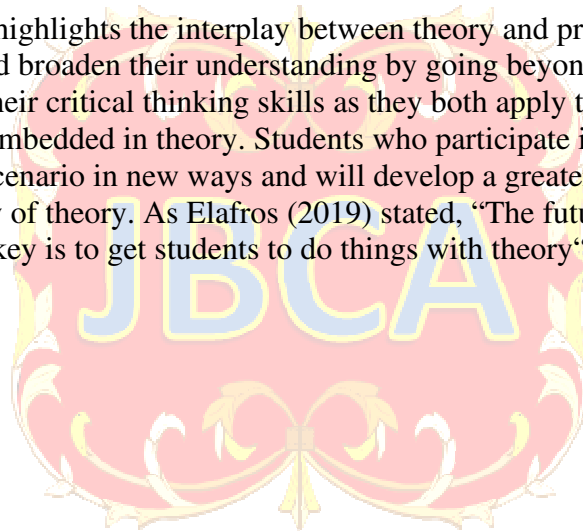 highlights the interplay between theory and pr
d broaden their understanding by going beyon
heir critical thinking skills as they both apply t
mbedded in theory. Students who participate i
cenario in new ways and will develop a greate
y of theory. As Elafros (2019) stated, “The futu
key is to get students to do things with theory“
JBCA